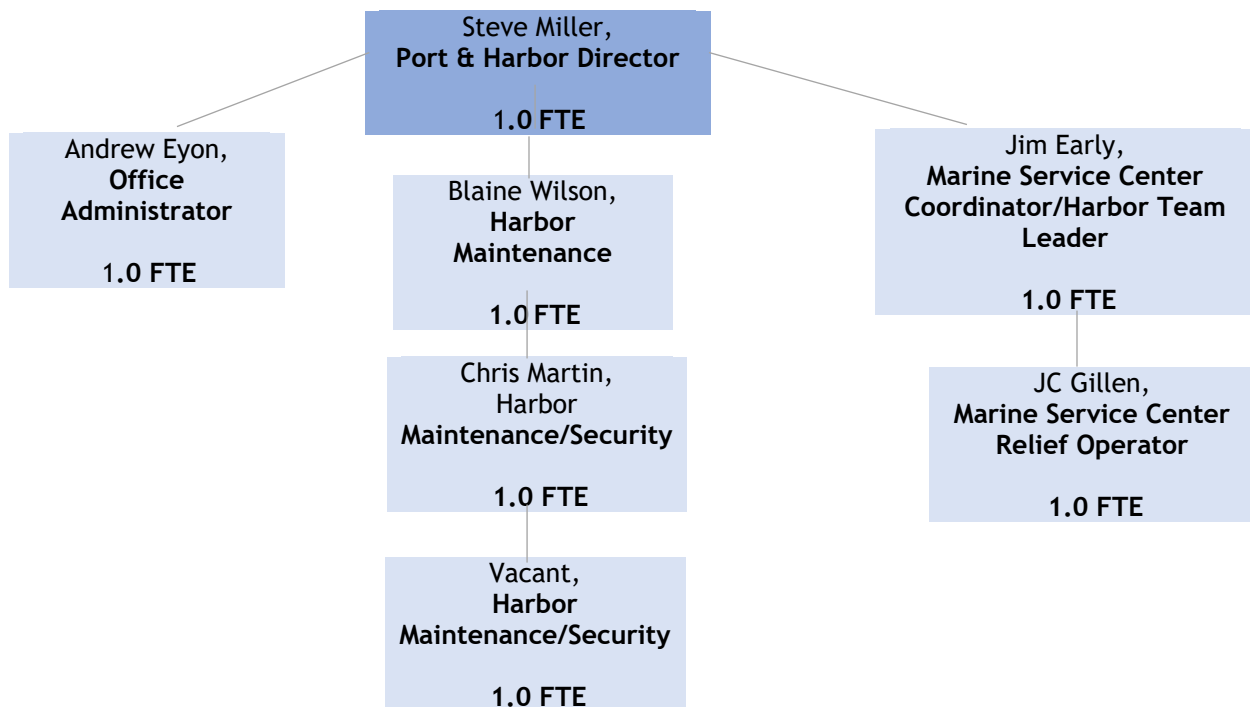 Steve Miller,
Port & Harbor Director
1.0 FTE
Andrew Eyon,
Office
Administrator
1.0 FTE
Blaine Wilson,
Harbor
Maintenance
1.0 FTE
Chris Martin,
Harbor
Maintenance/Security
1.0 FTE
Vacant,
Harbor
Maintenance/Security
1.0 FTE
Jim Early,
Marine Service Center
Coordinator/Harbor Team
Leader
1.0 FTE
JC Gillen,
Marine Service Center
Relief Operator
1.0 FTE